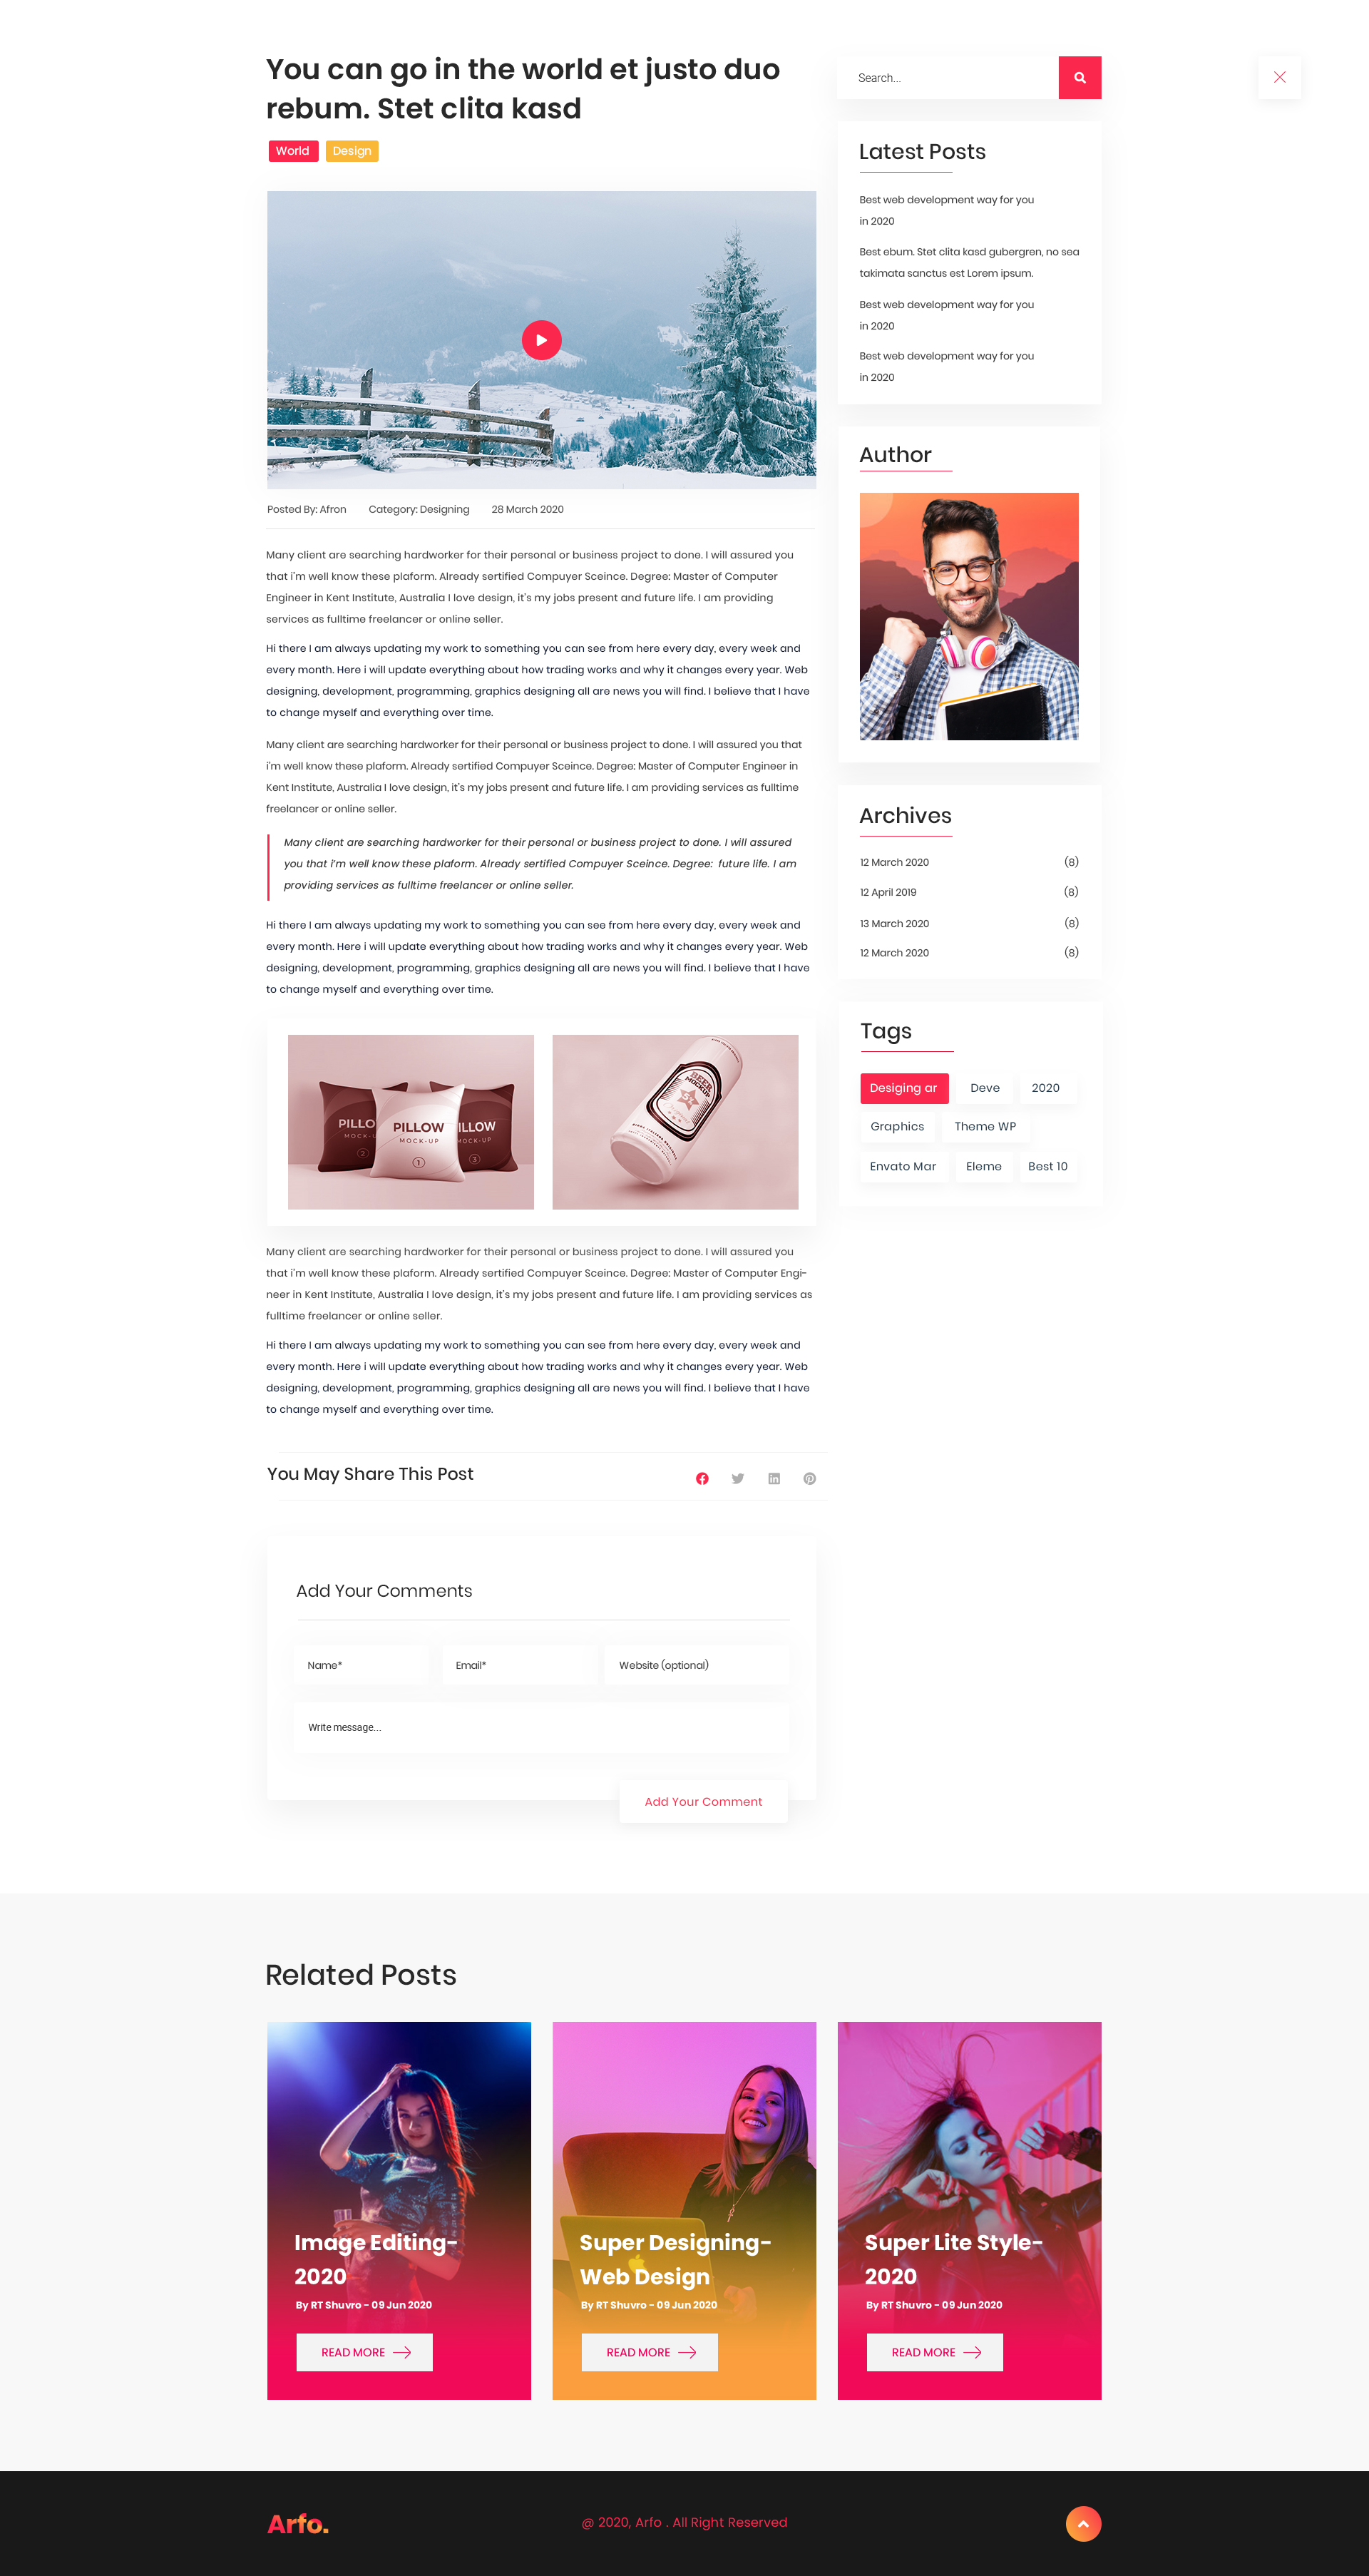 You can go in the world et justo duo
rebum. Stet clita kasd
World
Design
Posted By: Afron
Category: Designing
28 March 2020
Many client are searching hardworker for their personal or business project to done. I will assured you
that i'm well know these plaform. Already sertified Compuyer Sceince. Degree: Master of Computer
Engineer in Kent Institute, Australia I love design, it's my jobs present and future life. I am providing
services as fulltime freelancer or online seller.
Hi there I am always updating my work to something you can see from here every day, every week and
every month. Here i will update everything about how trading works and why it changes every year. Web
designing, development, programming, graphics designing all are news you will find. I believe that I have
to change myself and everything over time.
Many client are searching hardworker for their personal or business project to done. I will assured you that
i'm well know these plaform. Already sertified Compuyer Sceince. Degree: Master of Computer Engineer in
Kent Institute, Australia I love design, it's my jobs present and future life. I am providing services as fulltime
freelancer or online seller.
Many client are searching hardworker for their personal or business project to done. I will assured
you that i'm well know these plaform. Already sertified Compuyer Sceince. Degree: future life. I am
providing services as fulltime freelancer or online seller.
Hi there I am always updating my work to something you can see from here every day, every week and
every month. Here i will update everything about how trading works and why it changes every year. Web
designing, development, programming, graphics designing all are news you will find. I believe that I have
to change myself and everything over time.
PILLOW
MOCK-UP
2
PILLOW
MOCK-UP
1
ILLOW
CK-UP
3
BEER
MOCKUP
Many client are searching hardworker for their personal or business project to done. I will assured you
that i'm well know these plaform. Already sertified Compuyer Sceince. Degree: Master of Computer Engi-
neer in Kent Institute, Australia I love design, it's my jobs present and future life. I am providing services as
fulltime freelancer or online seller.
Hi there I am always updating my work to something you can see from here every day, every week and
every month. Here i will update everything about how trading works and why it changes every year. Web
designing, development, programming, graphics designing all are news you will find. I believe that I have
to change myself and everything over time.
You May Share This Post
Add Your Comments
Name*
Email*
Website (optional)
Write message...
Add Your Comment
Search...
Latest Posts
Best web development way for you
in 2020
Best ebum. Stet clita kasd gubergren, no sea
takimata sanctus est Lorem ipsum.
Best web development way for you
in 2020
Best web development way for you
in 2020
Author
Archives
12 March 2020 (8)
12 April 2019 (8)
13 March 2020 (8)
12 March 2020 (8)
Tags
Desiging ar
Deve
2020
Graphics
Theme WP
Envato Mar
Eleme
Best 10
Related Posts
Image Editing-
2020
By RT Shuvro - 09 Jun 2020
READ MORE
Super Designing-
Web Design
By RT Shuvro - 09 Jun 2020
READ MORE
Super Lite Style-
2020
By RT Shuvro - 09 Jun 2020
READ MORE
Arfo.
@ 2020, Arfo . All Right Reserved